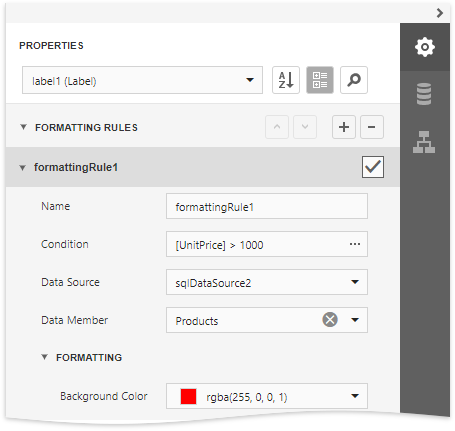 PROPERTIES
label1 (Label)
A
Z
FORMATTING RULES
formattingRule1
Name formattingRule1
Condition [UnitPrice] > 1000 ...
Data Source sqlDataSource2
Data Member Products
FORMATTING
Background Color rgba(255, 0, 0, 1)